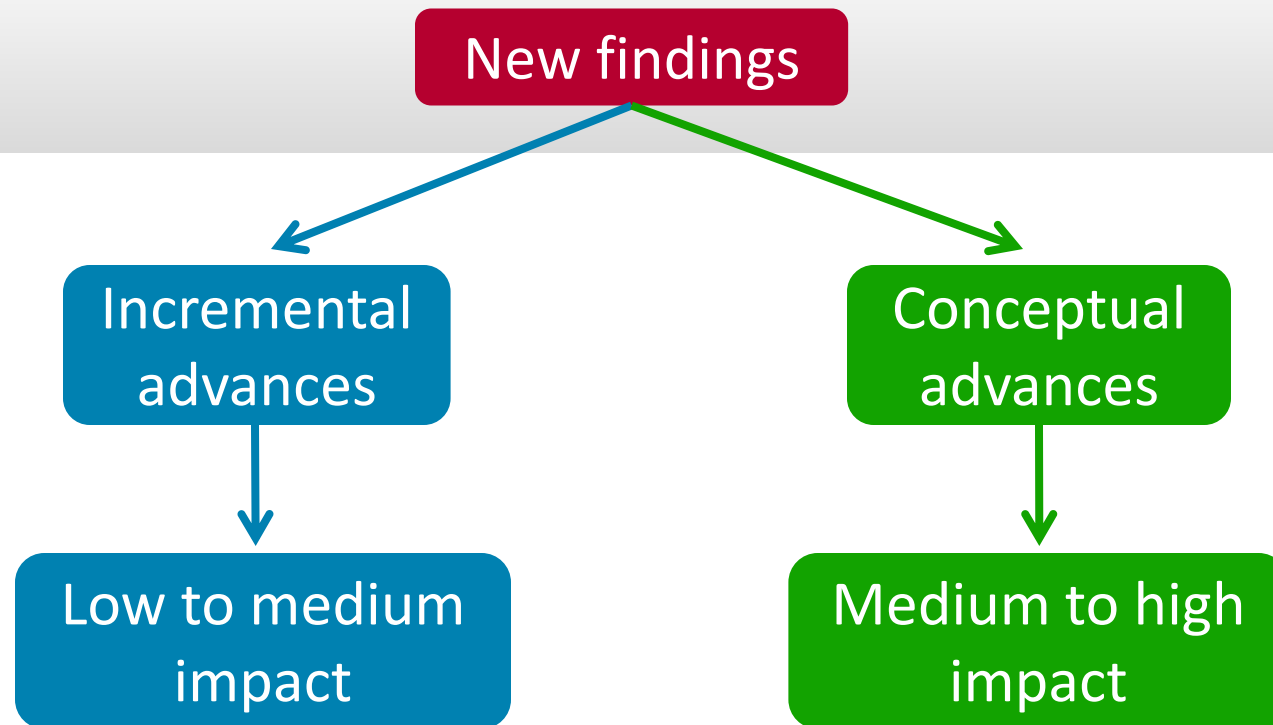 New findings
Incremental
advances
Conceptual
advances
Low to medium
impact
Medium to high
impact